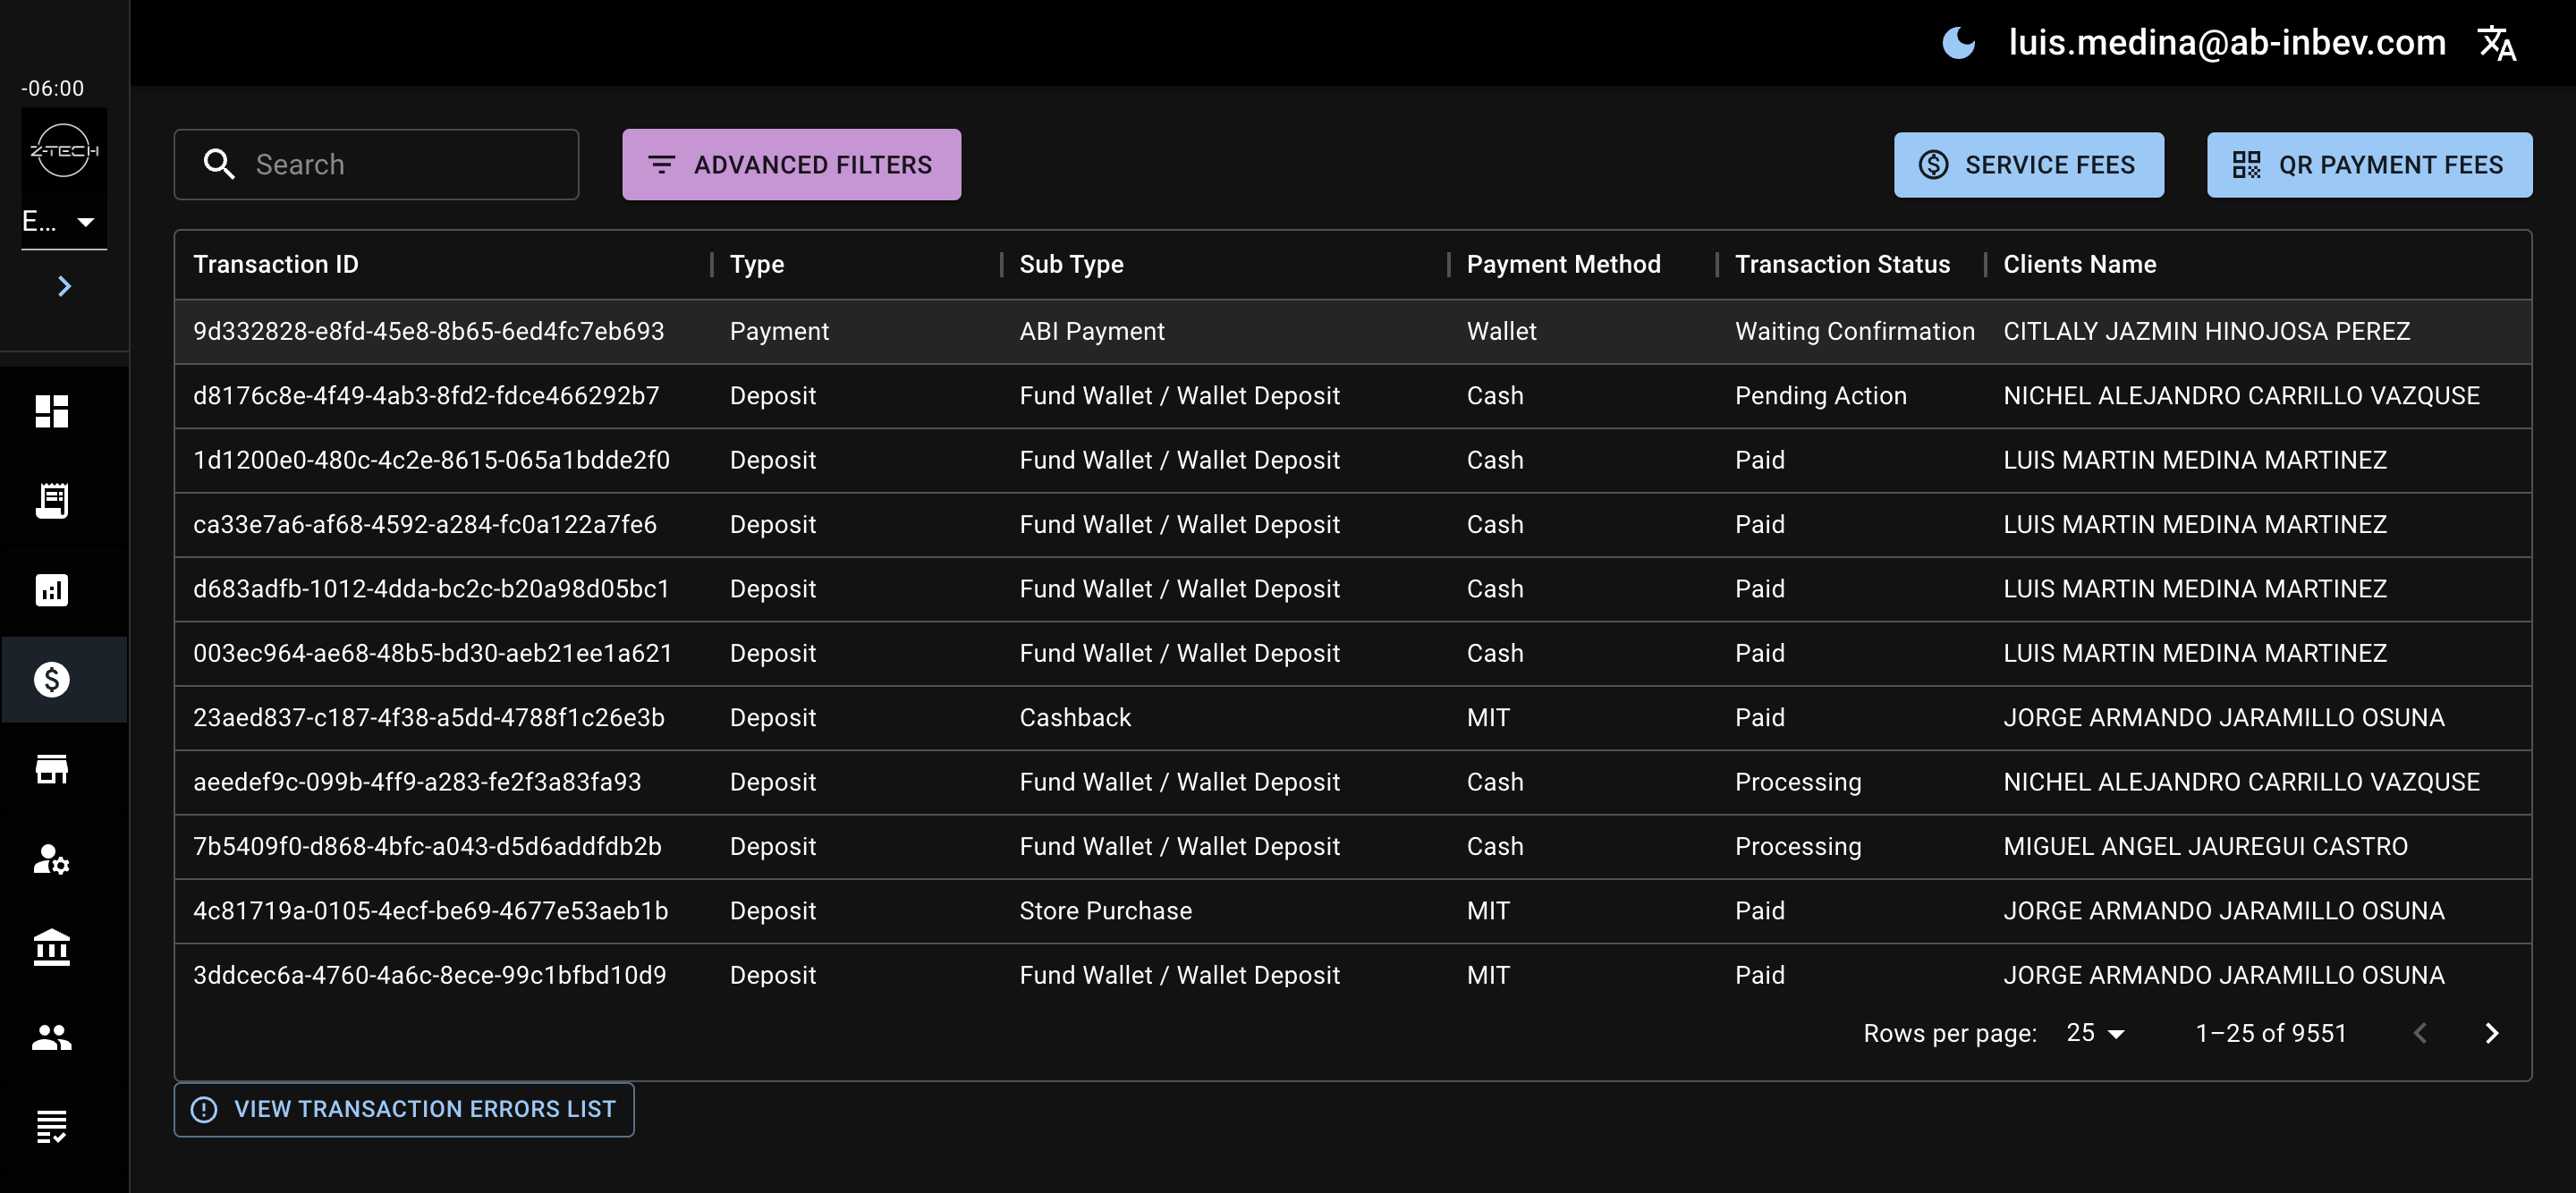 luis.medina@ab-inbev.com
-06:00
Z-TECH
E...
Search
ADVANCED FILTERS
SERVICE FEES
QR PAYMENT FEES
Transaction ID Type Sub Type Payment Method Transaction Status Clients Name
9d332828-e8fd-45e8-8b65-6ed4fc7eb693 Payment ABI Payment Wallet Waiting Confirmation CITLALY JAZMIN HINOJOSA PEREZ
d8176c8e-4f49-4ab3-8fd2-fdce466292b7 Deposit Fund Wallet / Wallet Deposit Cash Pending Action NICHEL ALEJANDRO CARRILLO VAZQUSE
1d1200e0-480c-4c2e-8615-065a1bdde2f0 Deposit Fund Wallet / Wallet Deposit Cash Paid LUIS MARTIN MEDINA MARTINEZ
ca33e7a6-af68-4592-a284-fc0a122a7fe6 Deposit Fund Wallet / Wallet Deposit Cash Paid LUIS MARTIN MEDINA MARTINEZ
d683adfb-1012-4dda-bc2c-b20a98d05bc1 Deposit Fund Wallet / Wallet Deposit Cash Paid LUIS MARTIN MEDINA MARTINEZ
003ec964-ae68-48b5-bd30-aeb21ee1a621 Deposit Fund Wallet / Wallet Deposit Cash Paid LUIS MARTIN MEDINA MARTINEZ
23aed837-c187-4f38-a5dd-4788f1c26e3b Deposit Cashback MIT Paid JORGE ARMANDO JARAMILLO OSUNA
aeedef9c-099b-4ff9-a283-fe2f3a83fa93 Deposit Fund Wallet / Wallet Deposit Cash Processing NICHEL ALEJANDRO CARRILLO VAZQUSE
7b5409f0-d868-4bfc-a043-d5d6addfdb2b Deposit Fund Wallet / Wallet Deposit Cash Processing MIGUEL ANGEL JAUREGUI CASTRO
4c81719a-0105-4ecf-be69-4677e53aeb1b Deposit Store Purchase MIT Paid JORGE ARMANDO JARAMILLO OSUNA
3ddcec6a-4760-4a6c-8ece-99c1bfbd10d9 Deposit Fund Wallet / Wallet Deposit MIT Paid JORGE ARMANDO JARAMILLO OSUNA
Rows per page: 25 1–25 of 9551
VIEW TRANSACTION ERRORS LIST